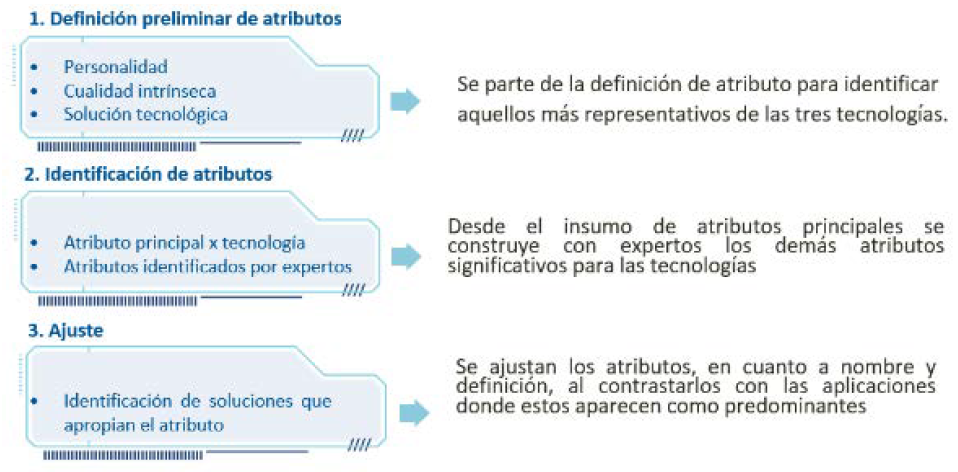 1. Definición preliminar de atributos
• Personalidad
• Cualidad intrínseca
• Solución tecnológica
Se parte de la definición de atributo para identificar
aquellos más representativos de las tres tecnologías.
2. Identificación de atributos
• Atributo principal x tecnología
• Atributos identificados por expertos
Desde el insumo de atributos principales se
construye con expertos los demás atributos
significativos para las tecnologías
3. Ajuste
• Identificación de soluciones que
apropian el atributo
Se ajustan los atributos, en cuanto a nombre y
definición, al contrastarlos con las aplicaciones
donde estos aparecen como predominantes